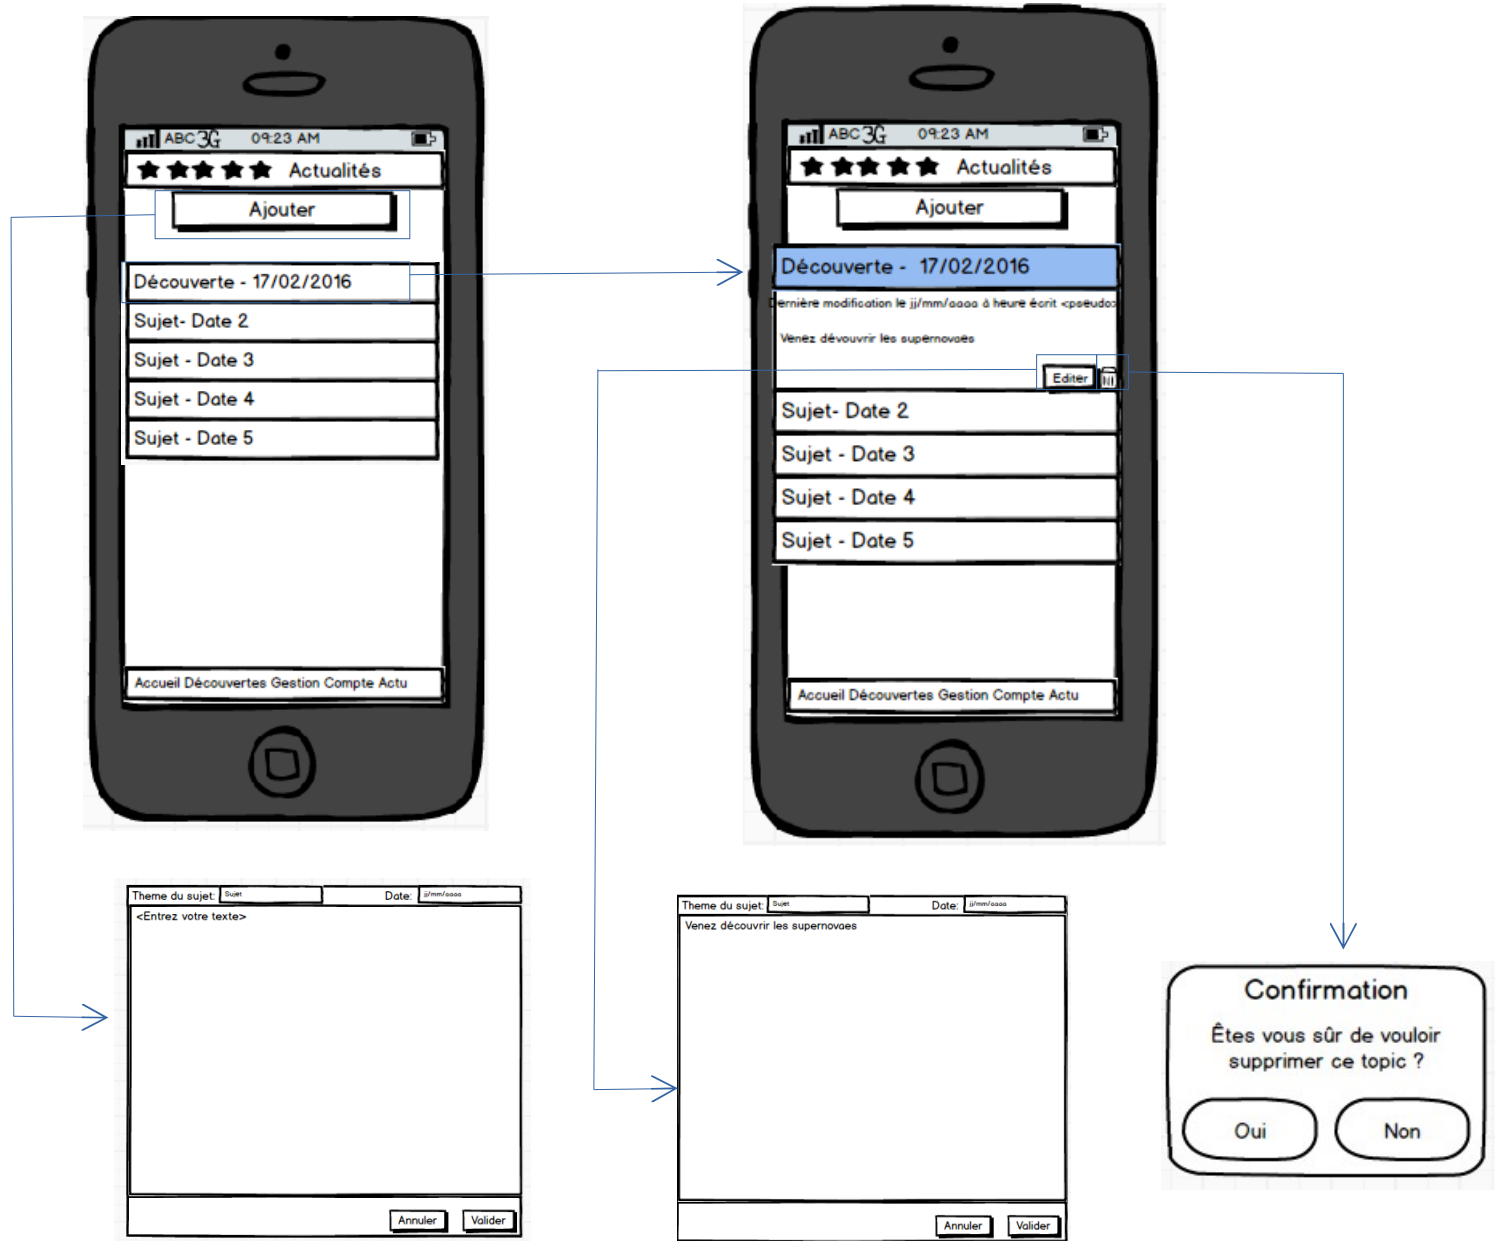 ABC 3G 09:23 AM
Actualités
Ajouter
Découverte - 17/02/2016
Sujet- Date 2
Sujet - Date 3
Sujet - Date 4
Sujet - Date 5
Accueil Découvertes Gestion Compte Actu
ABC 3G 09:23 AM
Actualités
Ajouter
Découverte - 17/02/2016
Dernière modification le jj/mm/aaaa à heure écrit <pseudo>
Venez dévouvrir les supernovaes
Editer
Sujet- Date 2
Sujet - Date 3
Sujet - Date 4
Sujet - Date 5
Accueil Découvertes Gestion Compte Actu
Theme du sujet: Sujet Date: jj/mm/aaaa
<Entrez votre texte>
Annuler Valider
Theme du sujet: Sujet Date: jj/mm/aaaa
Venez découvrir les supernovaes
Annuler Valider
Confirmation
Êtes vous sûr de vouloir
supprimer ce topic ?
Oui Non